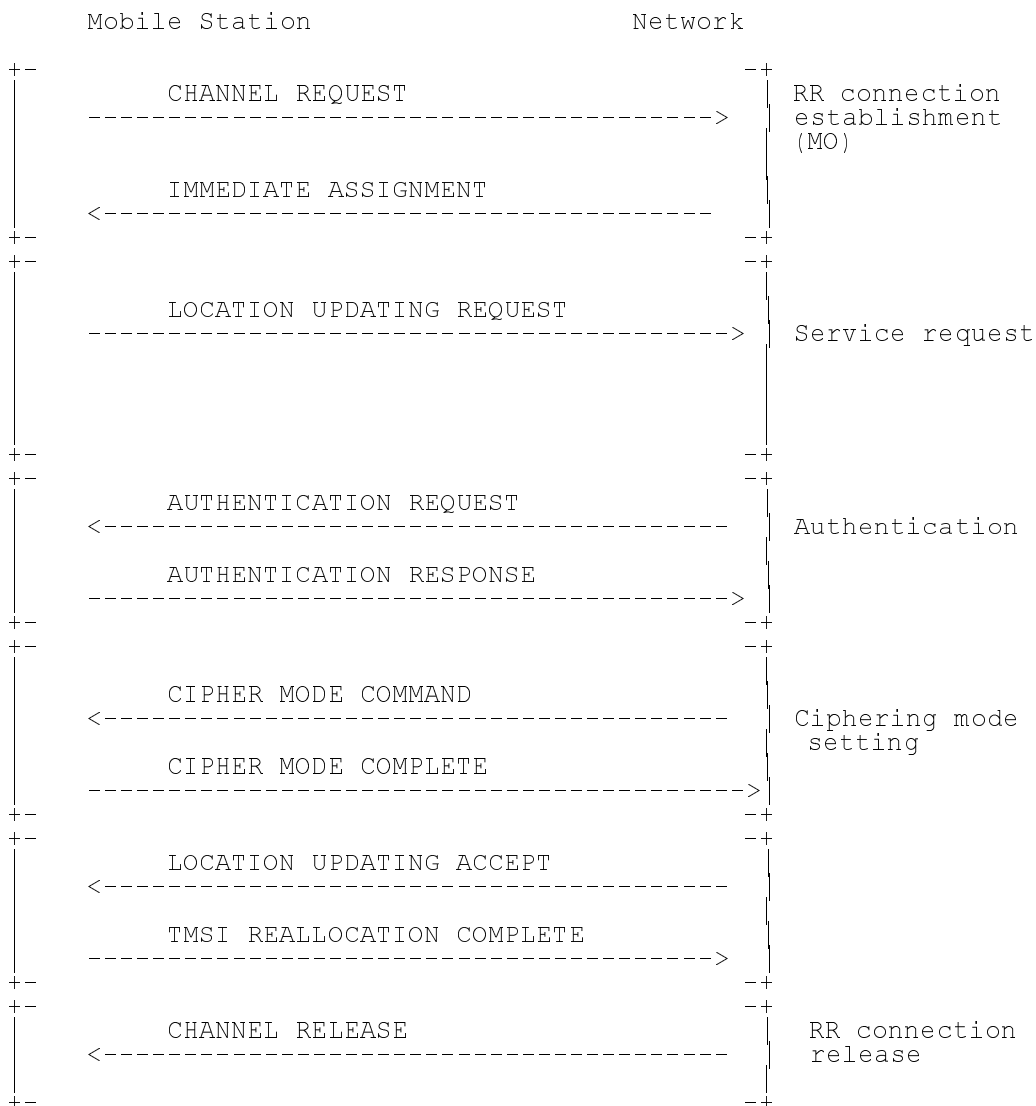 Mobile Station Network
CHANNEL REQUEST RR connection
establishment
(MO)
IMMEDIATE ASSIGNMENT
LOCATION UPDATING REQUEST
Service request
AUTHENTICATION REQUEST
Authentication
AUTHENTICATION RESPONSE
CIPHER MODE COMMAND
Ciphering mode
setting
CIPHER MODE COMPLETE
LOCATION UPDATING ACCEPT
TMSI REALLOCATION COMPLETE
CHANNEL RELEASE RR connection
release